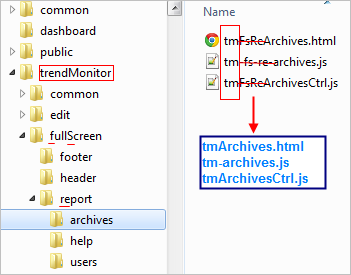 common
dashboard
public
trendMonitor
common
edit
fullScreen
footer
header
report
archives
help
users
Name
tmFsReArchives.html
tm-fs-re-archives.js
tmFsReArchivesCtrl.js
tmArchives.html
tm-archives.js
tmArchivesCtrl.js